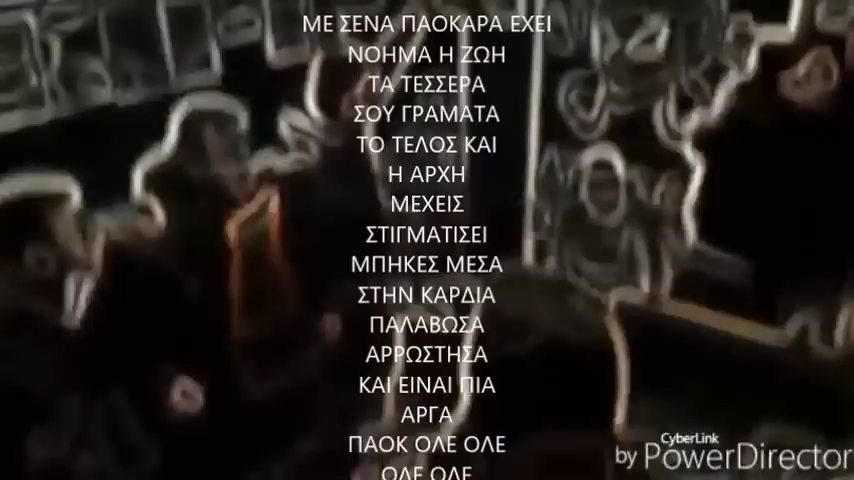 ΜΕ ΣΕΝΑ ΠΑΟΚΑΡΑ ΕΧΕΙ
ΝΟΗΜΑ Η ΖΩΗ
ΤΑ ΤΕΣΣΕΡΑ
ΣΟΥ ΓΡΑΜΑΤΑ
ΤΟ ΤΕΛΟΣ ΚΑΙ
Η ΑΡΧΗ
ΜΕΧΕΙΣ
ΣΤΙΓΜΑΤΙΣΕΙ
ΜΠΗΚΕΣ ΜΕΣΑ
ΣΤΗΝ ΚΑΡΔΙΑ
ΠΑΛΑΒΩΣΑ
ΑΡΡΩΣΤΗΣΑ
ΚΑΙ ΕΙΝΑΙ ΠΙΑ
ΑΡΓΑ
ΠΑΟΚ ΟΛΕ ΟΛΕ
ΟΛΕ ΟΛΕ
CyberLink
by PowerDirector